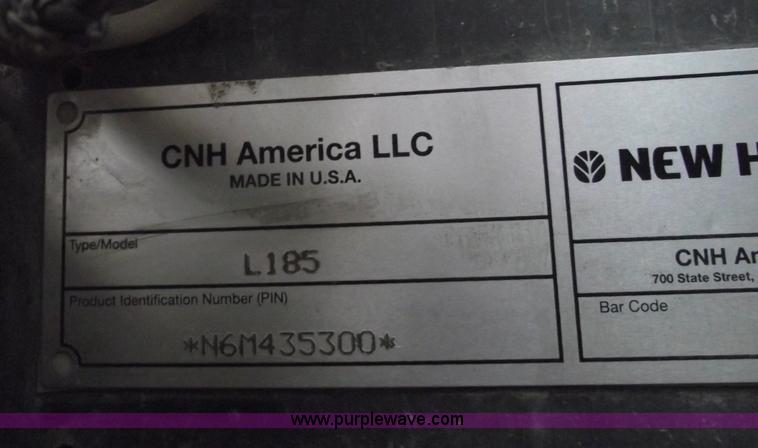 CNH America LLC
MADE IN U.S.A.
Type/Model
L185
Product Identification Number (PIN)
*N6M435300*
NEW H
CNH Am
700 State Street,
Bar Code
www.purplewave.com